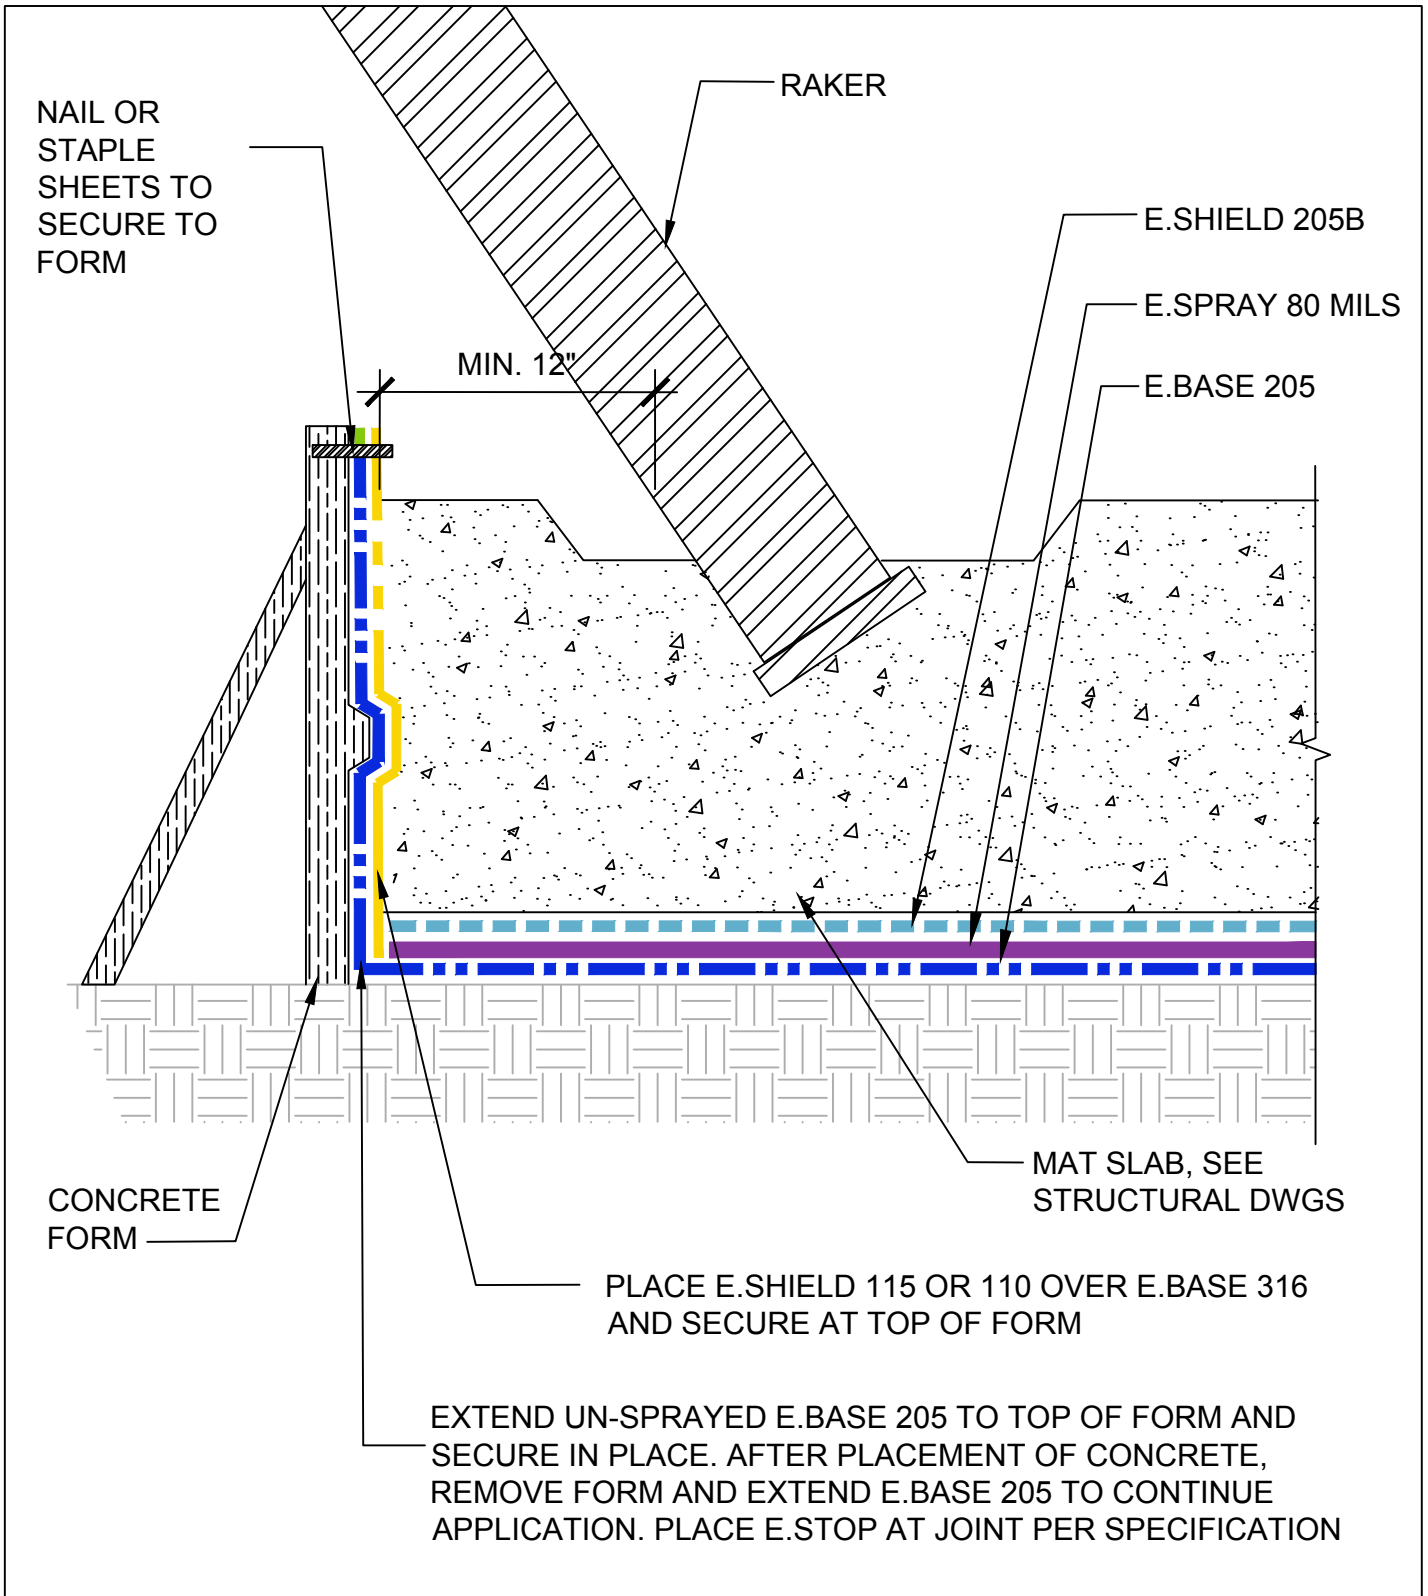 RAKER
NAIL OR
STAPLE
SHEETS TO
SECURE TO
FORM
E.SHIELD 205B
E.SPRAY 80 MILS
MIN. 12"
E.BASE 205
MAT SLAB, SEE
STRUCTURAL DWGS
CONCRETE
FORM
PLACE E.SHIELD 115 OR 110 OVER E.BASE 316
AND SECURE AT TOP OF FORM
EXTEND UN-SPRAYED E.BASE 205 TO TOP OF FORM AND
SECURE IN PLACE. AFTER PLACEMENT OF CONCRETE,
REMOVE FORM AND EXTEND E.BASE 205 TO CONTINUE
APPLICATION. PLACE E.STOP AT JOINT PER SPECIFICATION